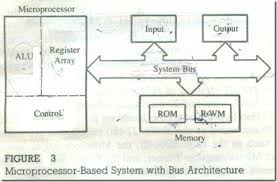 Microprocessor
ALU
Register
Array
Control
Input
Output
System Bus
ROM
R/WM
Memory
FIGURE 3
Microprocessor-Based System with Bus Architecture